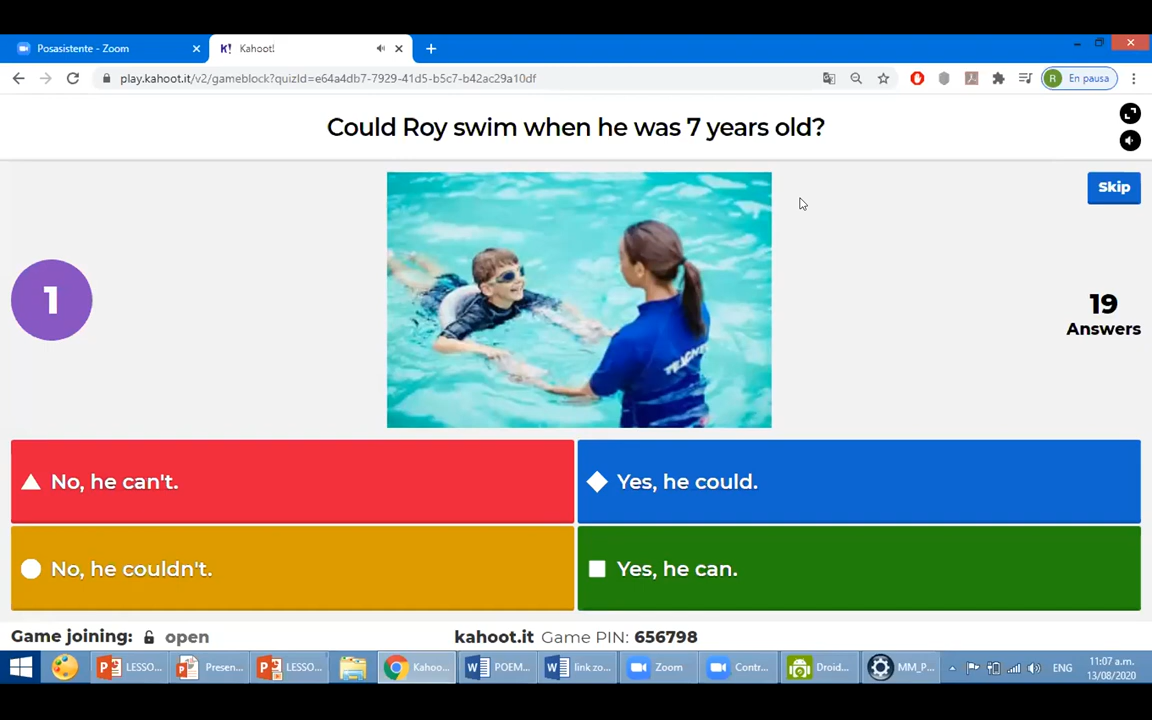 Posasistente - Zoom
K! Kahoot!
play.kahoot.it/v2/gameblock?quizId=e64a4db7-7929-41d5-b5c7-b42ac29a10df
R En pausa
Could Roy swim when he was 7 years old?
Skip
TEACHER
1
19
Answers
No, he can't.
Yes, he could.
No, he couldn't.
Yes, he can.
Game joining: open
kahoot.it Game PIN: 656798
LESSO...
Presen...
LESSO...
Kahoo...
POEM...
link zo...
Zoom
Contr...
Droid...
MM_P...
ENG
11:07 a.m.
13/08/2020